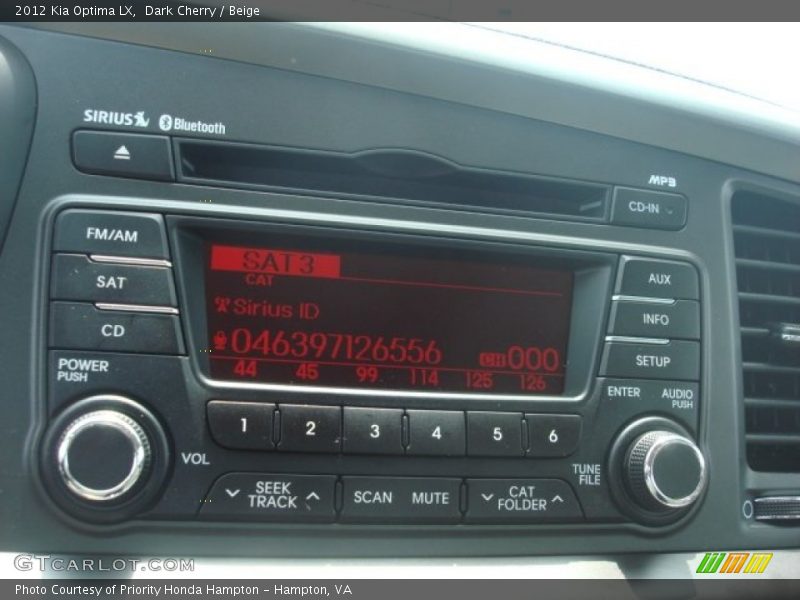 2012 Kia Optima LX,  Dark Cherry / Beige
SIRIUS Bluetooth
MP3
CD-IN
FM/AM
SAT
CD
SAT3
CAT
Sirius ID
046397126556 CH 000
44 45 99 114 125 126
AUX
INFO
SETUP
POWER
PUSH
ENTER AUDIO
PUSH
1 2 3 4 5 6
VOL
TUNE
FILE
SEEK
TRACK
SCAN MUTE
CAT
FOLDER
GTCARLOT.COM
Photo Courtesy of Priority Honda Hampton - Hampton, VA